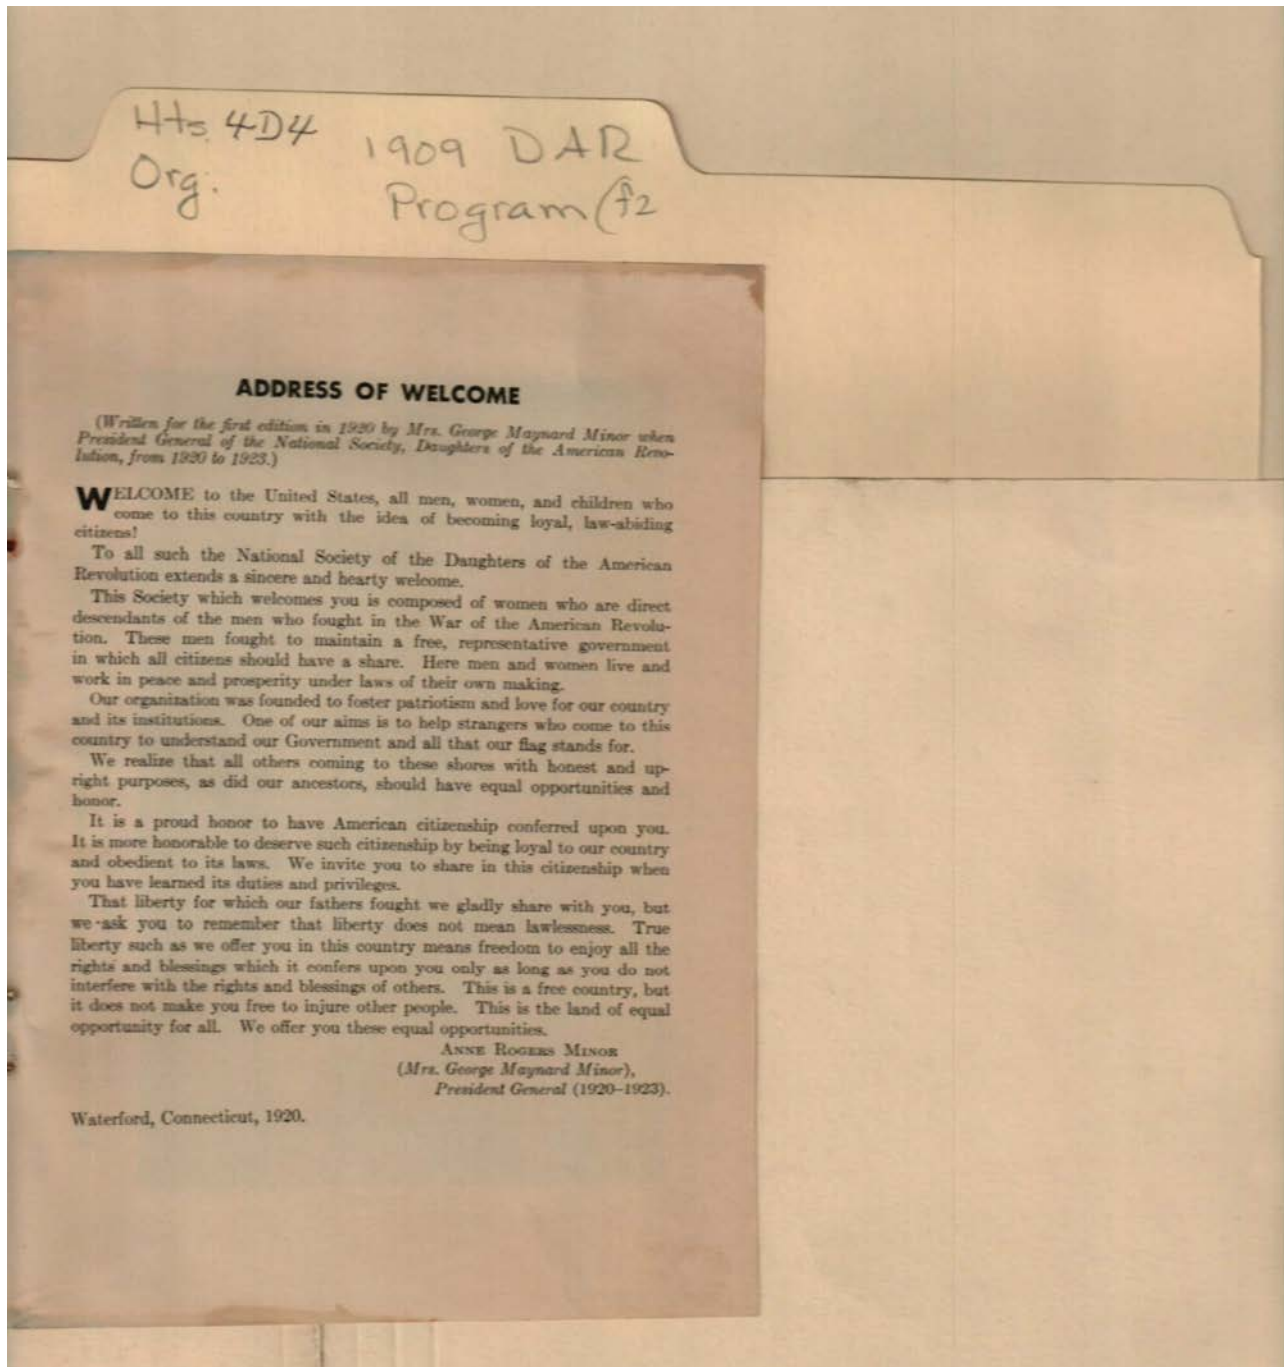 Hts. 4D4
Org.
1909 DAR
Program (f2
ADDRESS OF WELCOME
(Written for the first edition in 1920 by Mrs. George Maynard Minor when
President General of the National Society, Daughters of the American Revo-
lution, from 1920 to 1923.)
WELCOME to the United States, all men, women, and children who
come to this country with the idea of becoming loyal, law-abiding
citizens!
To all such the National Society of the Daughters of the American
Revolution extends a sincere and hearty welcome.
This Society which welcomes you is composed of women who are direct
descendants of the men who fought in the War of the American Revolu-
tion. These men fought to maintain a free, representative government
in which all citizens should have a share. Here men and women live and
work in peace and prosperity under laws of their own making.
Our organization was founded to foster patriotism and love for our country
and its institutions. One of our aims is to help strangers who come to this
country to understand our Government and all that our flag stands for.
We realize that all others coming to these shores with honest and up-
right purposes, as did our ancestors, should have equal opportunities and
honor.
It is a proud honor to have American citizenship conferred upon you.
It is more honorable to deserve such citizenship by being loyal to our country
and obedient to its laws. We invite you to share in this citizenship when
you have learned its duties and privileges.
That liberty for which our fathers fought we gladly share with you, but
we ask you to remember that liberty does not mean lawlessness. True
liberty such as we offer you in this country means freedom to enjoy all the
rights and blessings which it confers upon you only as long as you do not
interfere with the rights and blessings of others. This is a free country, but
it does not make you free to injure other people. This is the land of equal
opportunity for all. We offer you these equal opportunities.
ANNE ROGERS MINOR
(Mrs. George Maynard Minor),
President General (1920–1923).
Waterford, Connecticut, 1920.